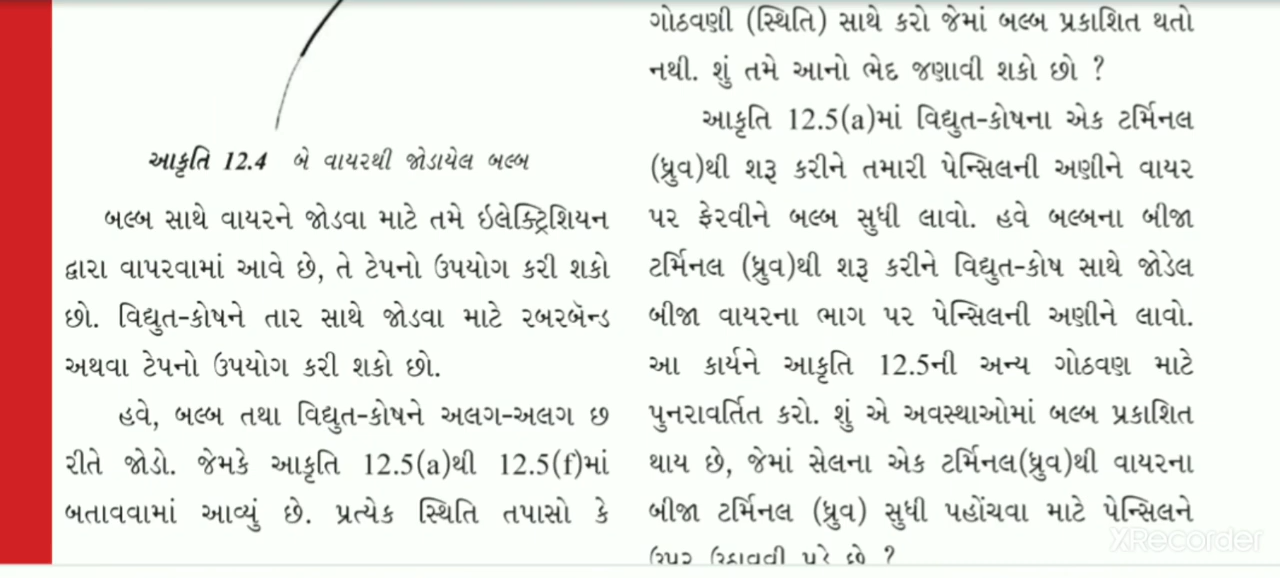 આકૃતિ 12.4 બે વાયરથી જોડાયેલ બલ્બ
બલ્બ સાથે વાયરને જોડવા માટે તમે ઇલેક્ટ્રિશિયન
દ્વારા વાપરવામાં આવે છે, તે ટેપનો ઉપયોગ કરી શકો
છો. વિદ્યુત-કોષને તાર સાથે જોડવા માટે રબરબૅન્ડ
અથવા ટેપનો ઉપયોગ કરી શકો છો.
હવે, બલ્બ તથા વિદ્યુત-કોષને અલગ-અલગ છ
રીતે જોડો. જેમકે આકૃતિ 12.5(a)થી 12.5(f)માં
બતાવવામાં આવ્યું છે. પ્રત્યેક સ્થિતિ તપાસો કે
ગોઠવણી (સ્થિતિ) સાથે કરો જેમાં બલ્બ પ્રકાશિત થતો
નથી. શું તમે આનો ભેદ જણાવી શકો છો ?
આકૃતિ 12.5(a)માં વિદ્યુત-કોષના એક ટર્મિનલ
(ધ્રુવ)થી શરૂ કરીને તમારી પેન્સિલની અણીને વાયર
પર ફેરવીને બલ્બ સુધી લાવો. હવે બલ્બના બીજા
ટર્મિનલ (ધ્રુવ)થી શરૂ કરીને વિદ્યુત-કોષ સાથે જોડેલ
બીજા વાયરના ભાગ પર પેન્સિલની અણીને લાવો.
આ કાર્યને આકૃતિ 12.5ની અન્ય ગોઠવણ માટે
પુનરાવર્તિત કરો. શું એ અવસ્થાઓમાં બલ્બ પ્રકાશિત
થાય છે, જેમાં સેલના એક ટર્મિનલ(ધ્રુવ)થી વાયરના
બીજા ટર્મિનલ (ધ્રુવ) સુધી પહોંચવા માટે પેન્સિલને
ઉપર ઉઠાવવી પડે છે ?
XRecorder